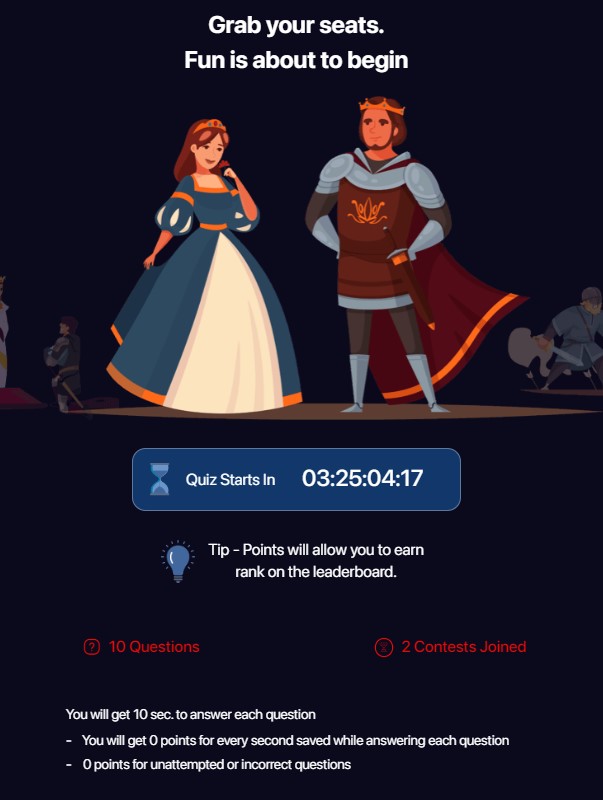 Grab your seats.
Fun is about to begin
Quiz Starts In 03:25:04:17
Tip - Points will allow you to earn
rank on the leaderboard.
10 Questions 2 Contests Joined
You will get 10 sec. to answer each question
- You will get 0 points for every second saved while answering each question
- 0 points for unattempted or incorrect questions